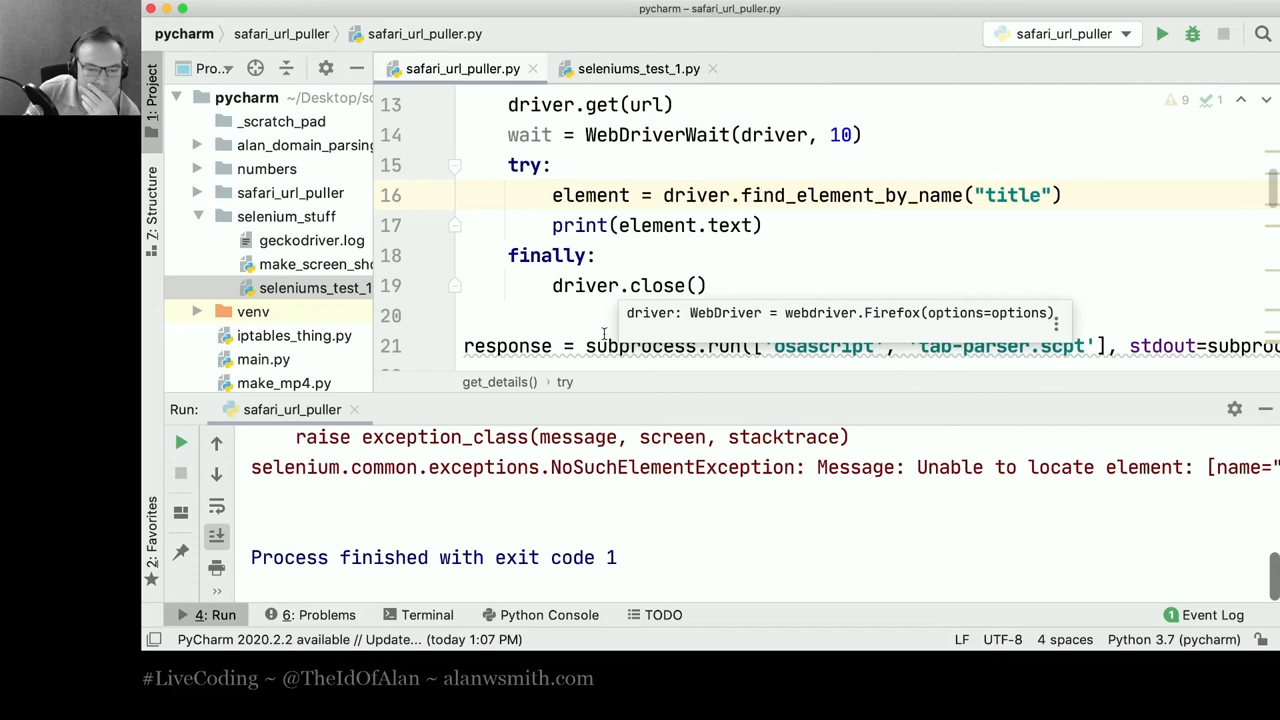 pycharm - safari_url_puller.py
pycharm safari_url_puller safari_url_puller.py
safari_url_puller
1: Project
Pro...
safari_url_puller.py
seleniums_test_1.py
pycharm ~/Desktop/sc
_scratch_pad
alan_domain_parsing
numbers
safari_url_puller
selenium_stuff
geckodriver.log
make_screen_sho
seleniums_test_1
venv
iptables_thing.py
main.py
make_mp4.py
7: Structure
2: Favorites
9 1
13 driver.get(url)
14 wait = WebDriverWait(driver, 10)
15 try:
16 element = driver.find_element_by_name("title")
17 print(element.text)
18 finally:
19 driver.close()
20
driver: WebDriver = webdriver.Firefox(options=options)
21 response = subprocess.run(['osascript', 'tab-parser.scpt'], stdout=subpro
get_details() › try
Run: safari_url_puller
raise exception_class(message, screen, stacktrace)
selenium.common.exceptions.NoSuchElementException: Message: Unable to locate element: [name="
Process finished with exit code 1
4: Run 6: Problems Terminal Python Console TODO 1 Event Log
PyCharm 2020.2.2 available // Update... (today 1:07 PM) LF UTF-8 4 spaces Python 3.7 (pycharm)
#LiveCoding ~ @TheIdOfAlan ~ alanwsmith.com